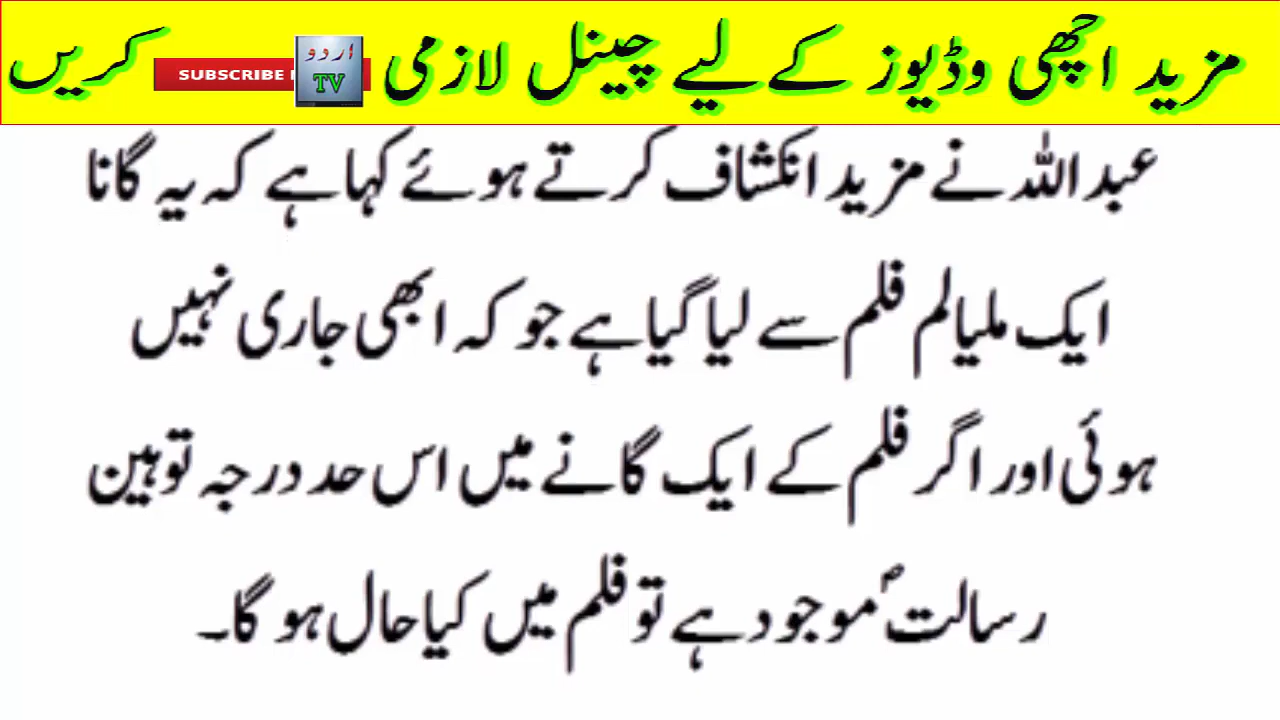 مزید اچھی وڈیوز کے لیے چینل لازمی SUBSCRIBE کریں
اردو
TV
عبداللہ نے مزید انکشاف کرتے ہوئے کہا ہے کہ یہ گانا
ایک ملیالم فلم سے لیا گیا ہے جو کہ ابھی جاری نہیں
ہوئی اور اگر فلم کے ایک گانے میں اس حد درجہ توہین
رسالتؐ موجود ہے تو فلم میں کیا حال ہو گا۔